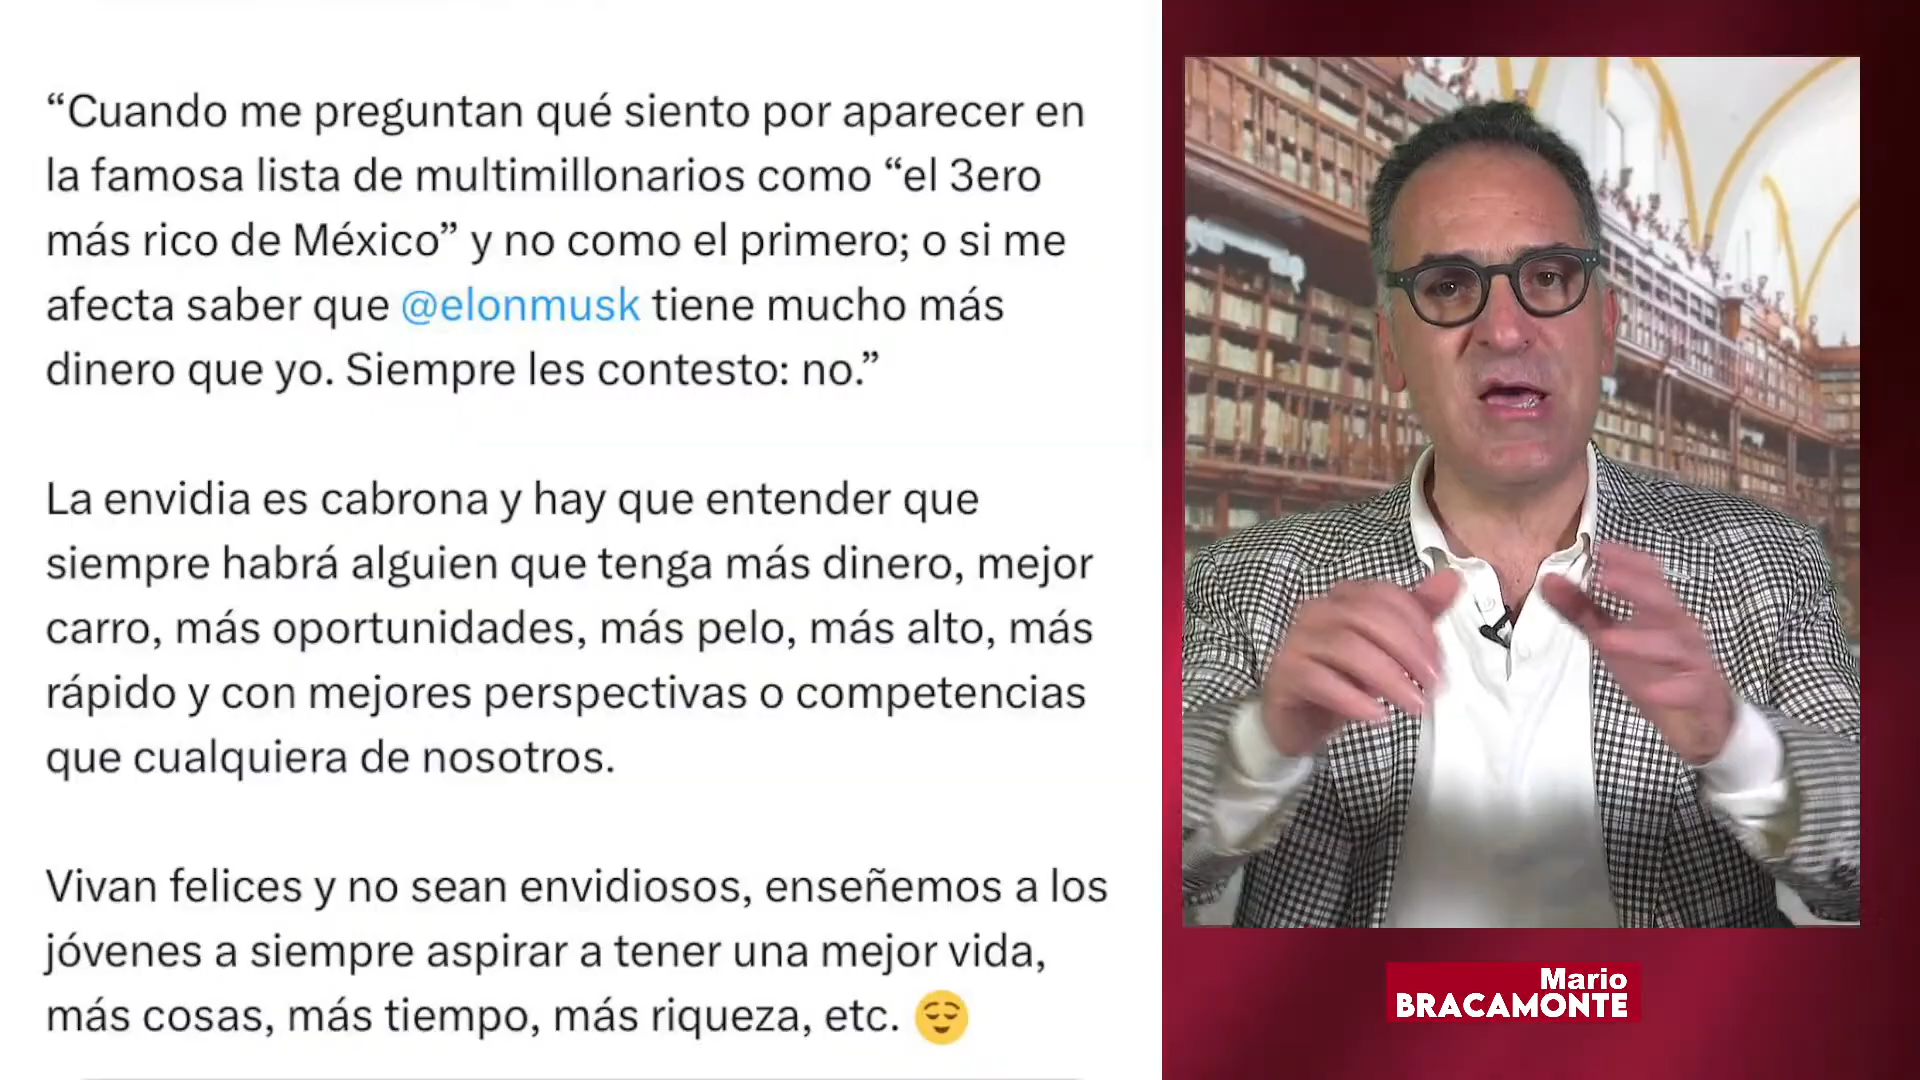 “Cuando me preguntan qué siento por aparecer en
la famosa lista de multimillonarios como “el 3ero
más rico de México” y no como el primero; o si me
afecta saber que @elonmusk tiene mucho más
dinero que yo. Siempre les contesto: no.”
La envidia es cabrona y hay que entender que
siempre habrá alguien que tenga más dinero, mejor
carro, más oportunidades, más pelo, más alto, más
rápido y con mejores perspectivas o competencias
que cualquiera de nosotros.
Vivan felices y no sean envidiosos, enseñemos a los
jóvenes a siempre aspirar a tener una mejor vida,
más cosas, más tiempo, más riqueza, etc. 😌
Mario
BRACAMONTE